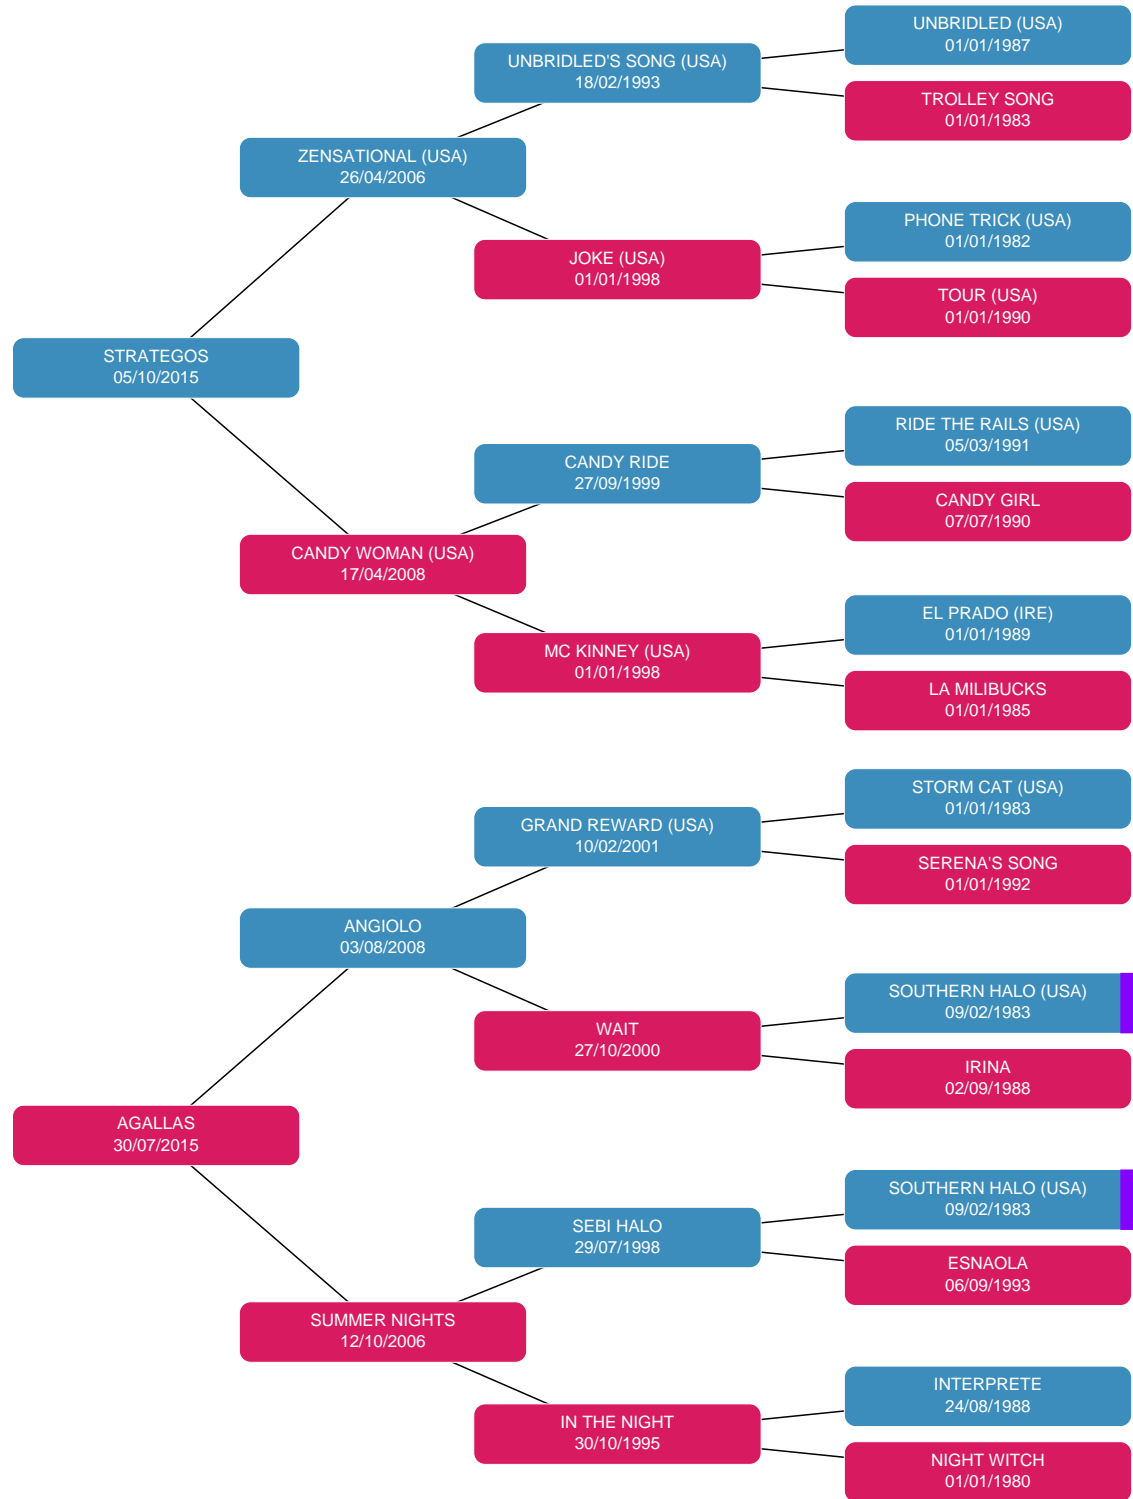 UNBRIDLED (USA)
01/01/1987
UNBRIDLED'S SONG (USA)
18/02/1993
TROLLEY SONG
01/01/1983
ZENSATIONAL (USA)
26/04/2006
PHONE TRICK (USA)
01/01/1982
JOKE (USA)
01/01/1998
TOUR (USA)
01/01/1990
STRATEGOS
05/10/2015
RIDE THE RAILS (USA)
05/03/1991
CANDY RIDE
27/09/1999
CANDY GIRL
07/07/1990
CANDY WOMAN (USA)
17/04/2008
EL PRADO (IRE)
01/01/1989
MC KINNEY (USA)
01/01/1998
LA MILIBUCKS
01/01/1985
STORM CAT (USA)
01/01/1983
GRAND REWARD (USA)
10/02/2001
SERENA'S SONG
01/01/1992
ANGIOLO
03/08/2008
SOUTHERN HALO (USA)
09/02/1983
WAIT
27/10/2000
IRINA
02/09/1988
AGALLAS
30/07/2015
SOUTHERN HALO (USA)
09/02/1983
SEBI HALO
29/07/1998
ESNAOLA
06/09/1993
SUMMER NIGHTS
12/10/2006
INTERPRETE
24/08/1988
IN THE NIGHT
30/10/1995
NIGHT WITCH
01/01/1980